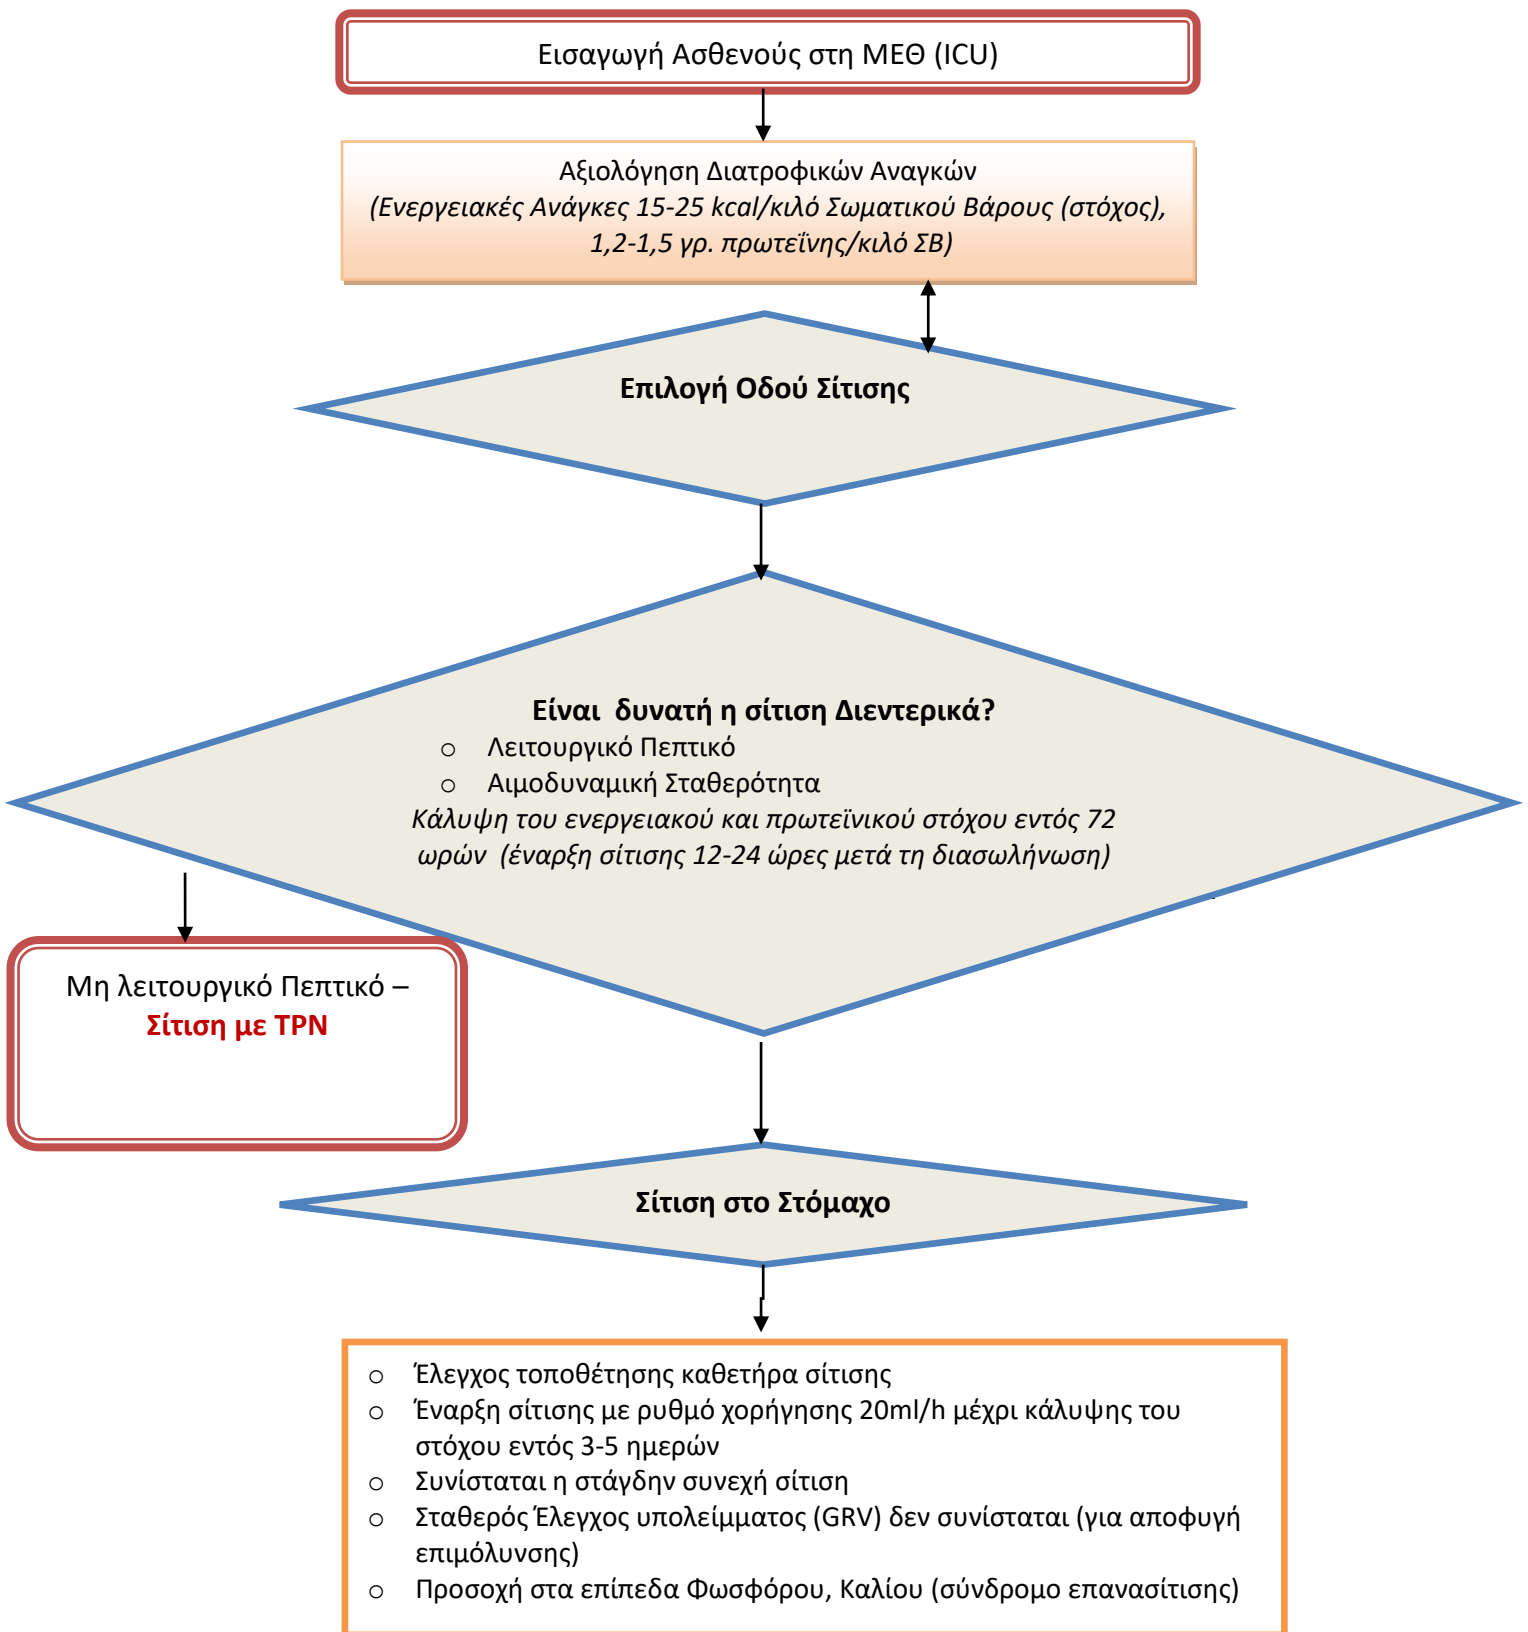 Εισαγωγή Ασθενούς στη ΜΕΘ (ICU)
Αξιολόγηση Διατροφικών Αναγκών
(Ενεργειακές Ανάγκες 15-25 kcal/κιλό Σωματικού Βάρους (στόχος),
1,2-1,5 γρ. πρωτεΐνης/κιλό ΣΒ)
Επιλογή Οδού Σίτισης
Είναι δυνατή η σίτιση Διεντερικά?
o Λειτουργικό Πεπτικό
o Αιμοδυναμική Σταθερότητα
Κάλυψη του ενεργειακού και πρωτεϊνικού στόχου εντός 72
ωρών (έναρξη σίτισης 12-24 ώρες μετά τη διασωλήνωση)
Μη λειτουργικό Πεπτικό –
Σίτιση με TPN
Σίτιση στο Στόμαχο
o Έλεγχος τοποθέτησης καθετήρα σίτισης
o Έναρξη σίτισης με ρυθμό χορήγησης 20ml/h μέχρι κάλυψης του
στόχου εντός 3-5 ημερών
o Συνίσταται η στάγδην συνεχή σίτιση
o Σταθερός Έλεγχος υπολείμματος (GRV) δεν συνίσταται (για αποφυγή
επιμόλυνσης)
o Προσοχή στα επίπεδα Φωσφόρου, Καλίου (σύνδρομο επανασίτισης)